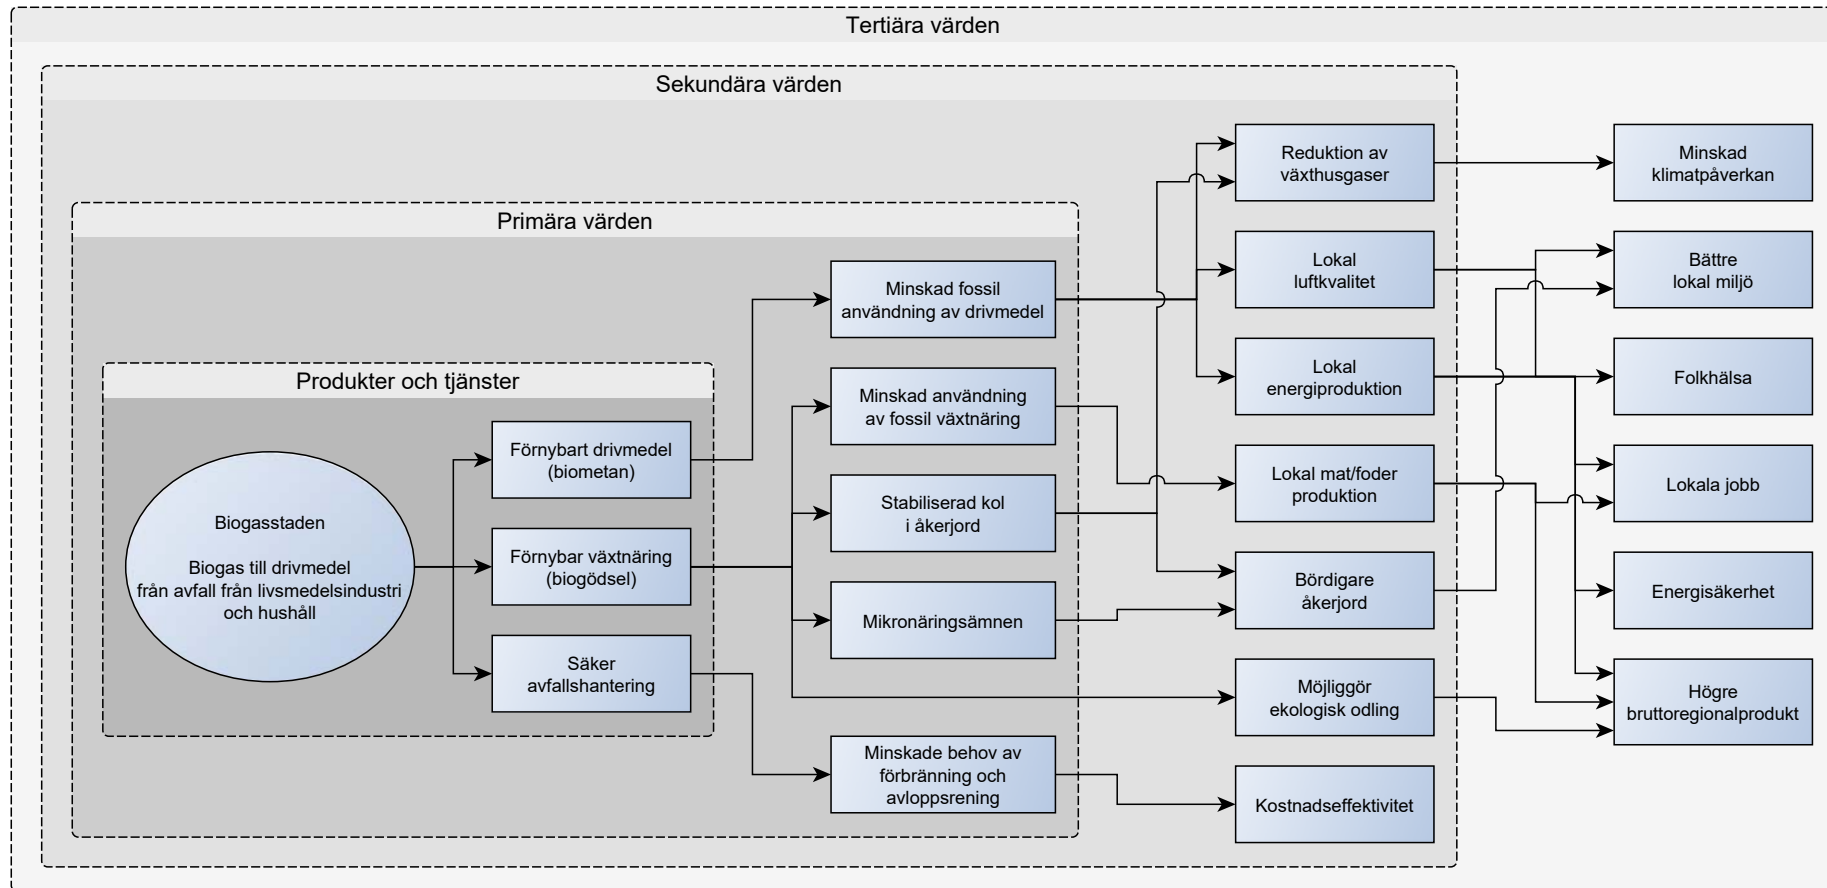 Tertiära värden
Sekundära värden
Primära värden
Produkter och tjänster
Biogasstaden
Biogas till drivmedel
från avfall från livsmedelsindustri
och hushåll
Förnybart drivmedel
(biometan)
Förnybar växtnäring
(biogödsel)
Säker
avfallshantering
Minskad fossil
användning av drivmedel
Minskad användning
av fossil växtnäring
Stabiliserad kol
i åkerjord
Mikronäringsämnen
Minskade behov av
förbränning och
avloppsrening
Reduktion av
växthusgaser
Lokal
luftkvalitet
Lokal
energiproduktion
Lokal mat/foder
produktion
Bördigare
åkerjord
Möjliggör
ekologisk odling
Kostnadseffektivitet
Minskad
klimatpåverkan
Bättre
lokal miljö
Folkhälsa
Lokala jobb
Energisäkerhet
Högre
bruttoregionalprodukt